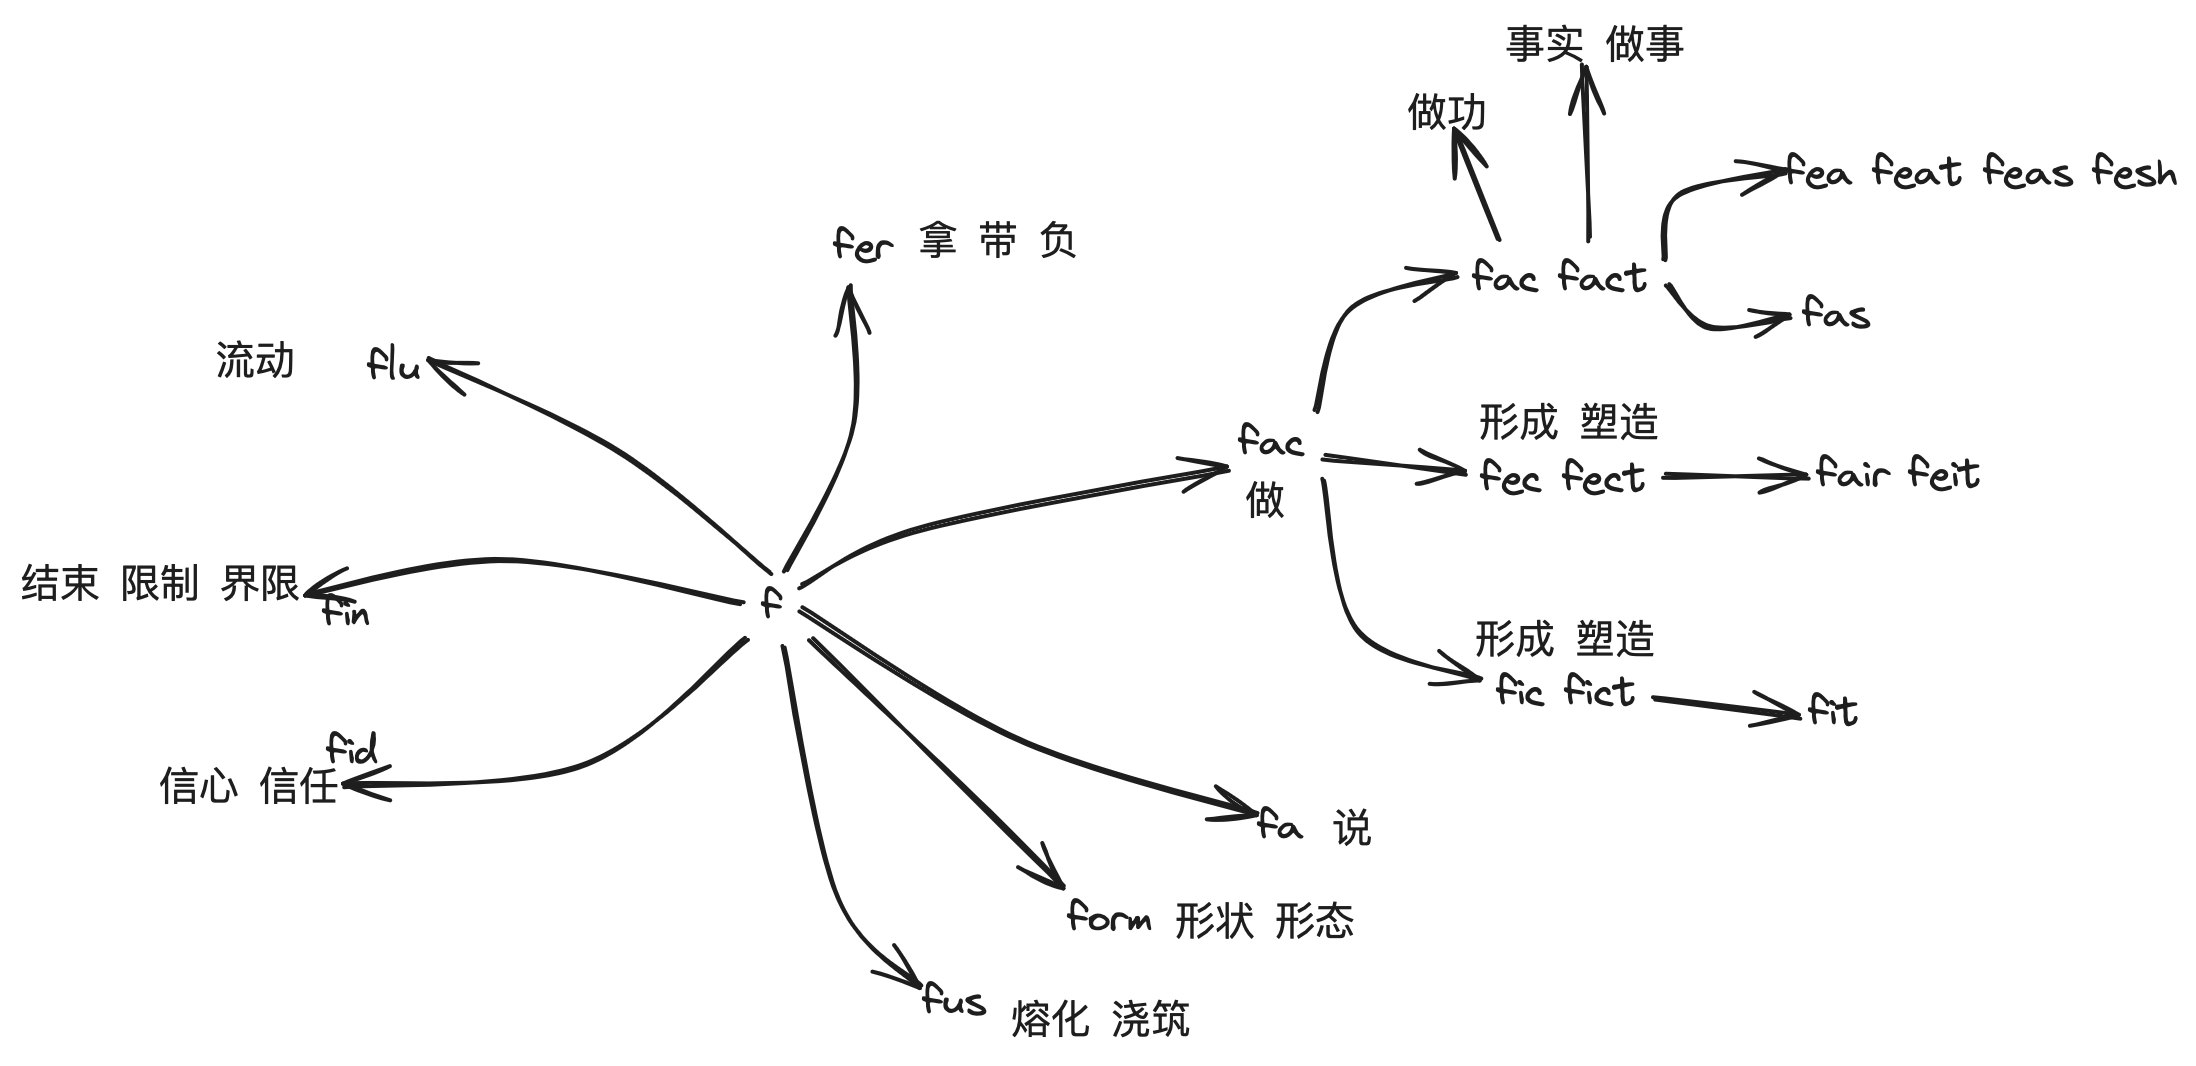 事实 做事
做功
fea feat feas fesh
fer 拿 带 负
fac fact
fas
流动 flu
形成 塑造
fac
fec fect
fair feit
做
结束 限制 界限
fin
f
形成 塑造
fic fict
fit
fid
信心 信任
fa 说
form 形状 形态
fus 熔化 浇筑